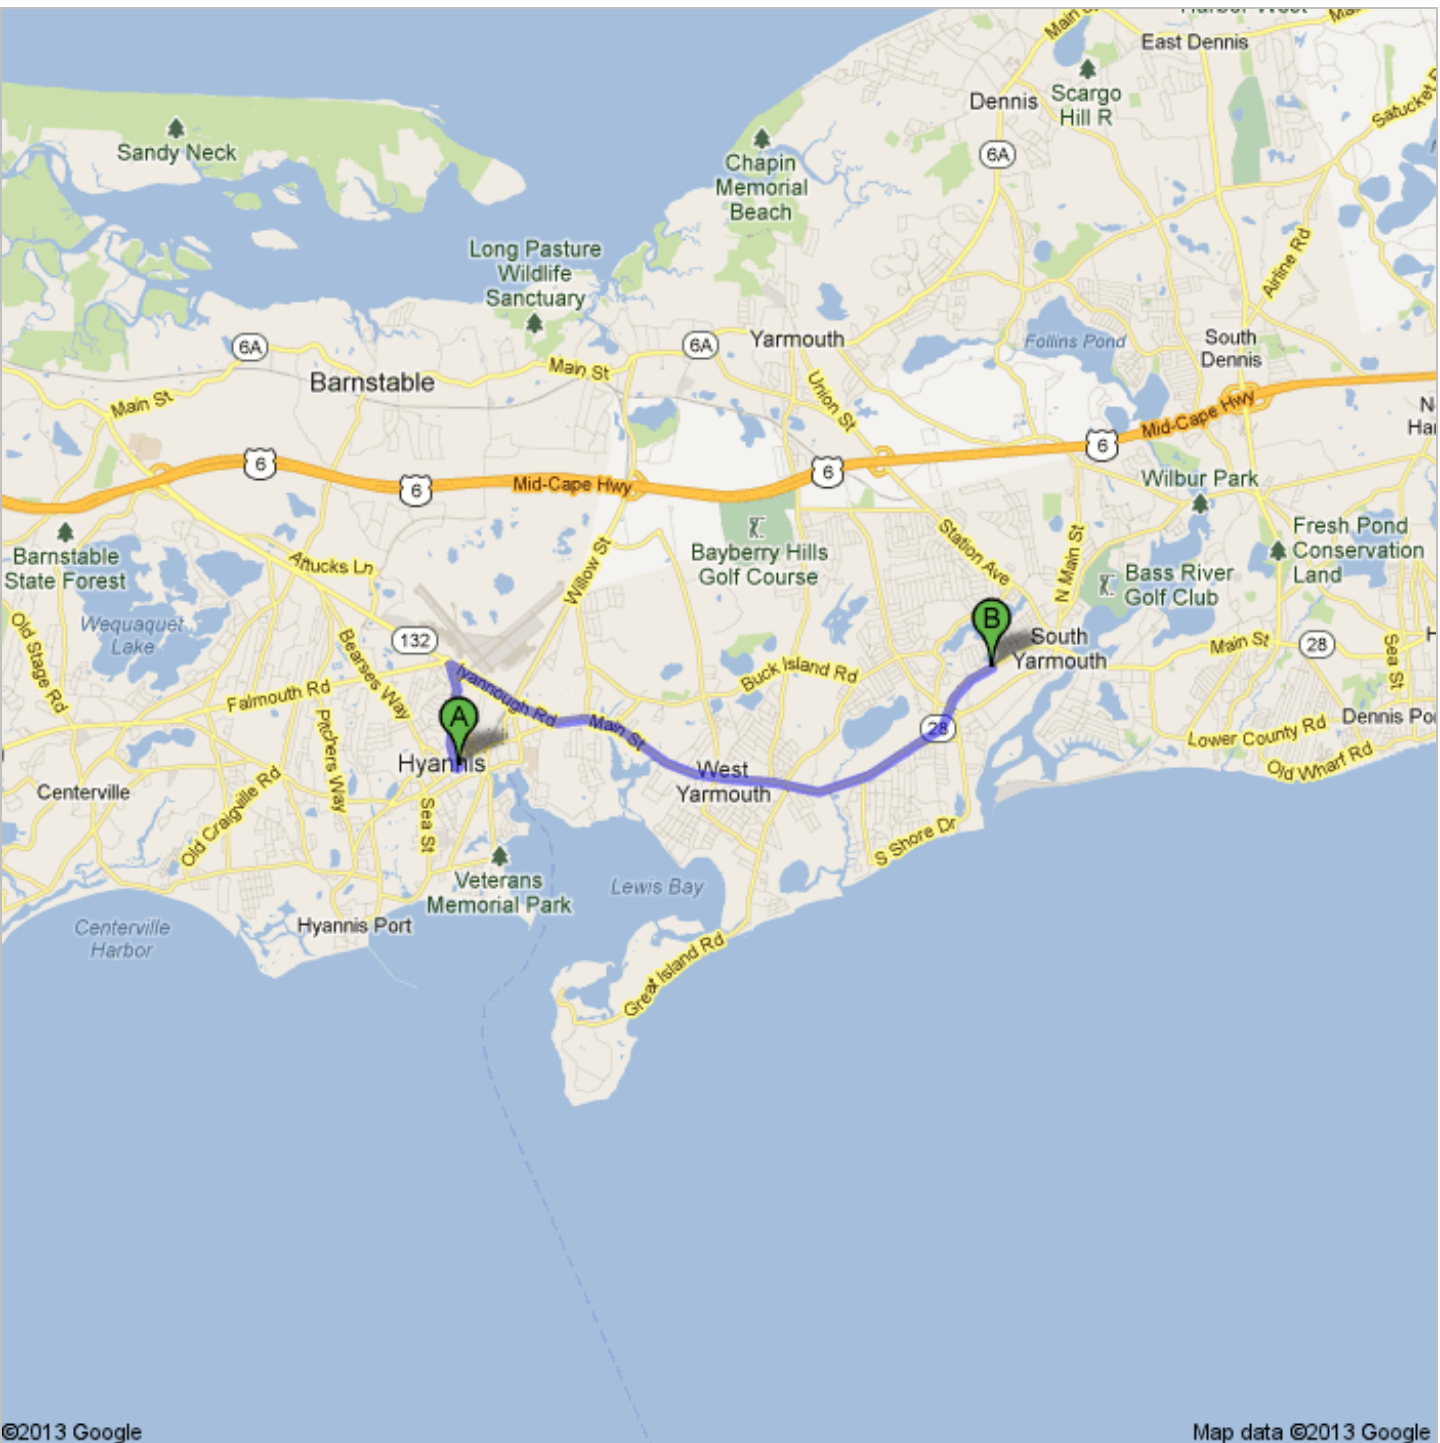 Main St
East Dennis
Dennis
Scargo
Hill R
Satucket
6A
Sandy Neck
Chapin
Memorial
Beach
Long Pasture
Wildlife
Sanctuary
Airline Rd
6A
6A
Yarmouth
Follins Pond
South
Dennis
Main St
Barnstable
Main St
Union St
Mid-Cape Hwy
N
Ha
6
6
Mid-Cape Hwy
6
6
Wilbur Park
Barnstable
State Forest
Attucks Ln
Willow St
Bayberry Hills
Golf Course
Station Ave
N Main St
Fresh Pond
Conservation
Land
Bass River
Golf Club
Old Stage Rd
Wequaquet
Lake
132
Bearses Way
B
South
Yarmouth
Main St
28
Sea St
H
Falmouth Rd
Iyannough Rd
Buck Island Rd
Pitchers Way
A
Main St
28
Lower County Rd
Dennis Po
Hyannis
West
Yarmouth
Old Wharf Rd
Centerville
Old Craigville Rd
Sea St
S Shore Dr
Veterans
Memorial Park
Lewis Bay
Centerville
Harbor
Hyannis Port
Great Island Rd
©2013 Google
Map data ©2013 Google